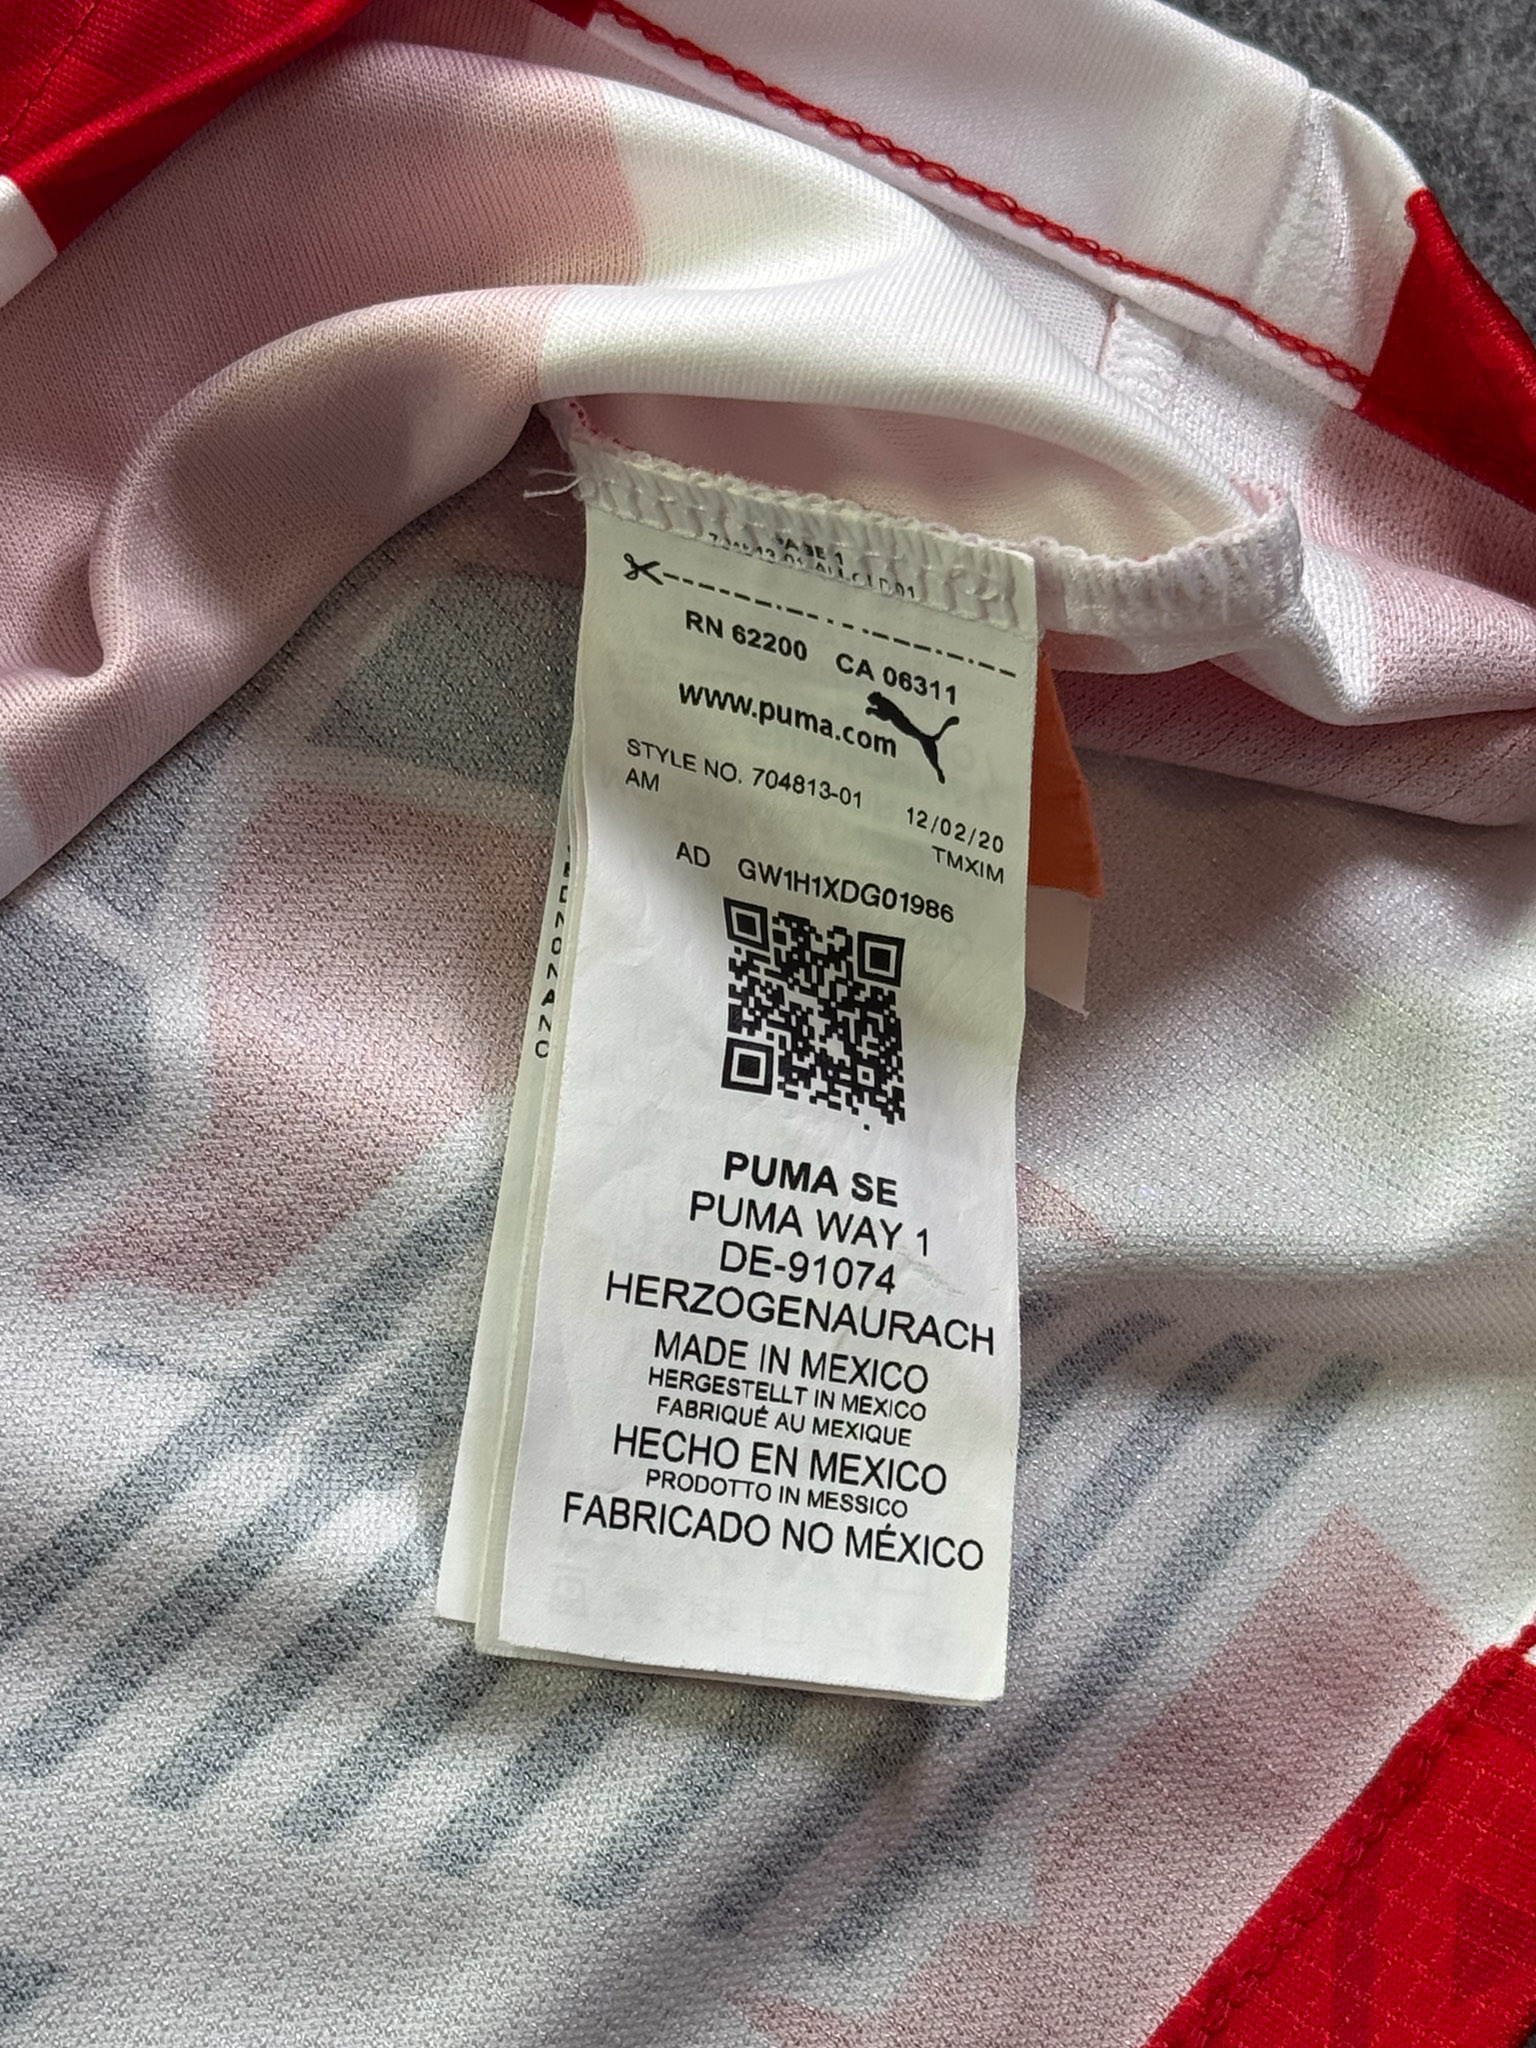 RN 62200 CA 06311
www.puma.com
STYLE NO. 704813-01 12/02/20
AM TMXIM
AD GW1H1XDG01986
PUMA SE
PUMA WAY 1
DE-91074
HERZOGENAURACH
MADE IN MEXICO
HERGESTELLT IN MEXICO
FABRIQUÉ AU MEXIQUE
HECHO EN MEXICO
PRODOTTO IN MESSICO
FABRICADO NO MÉXICO